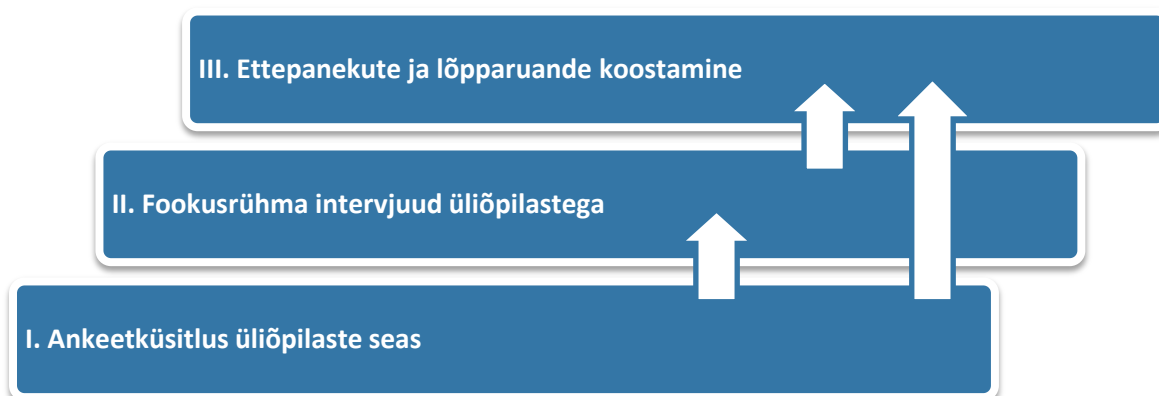 III. Ettepanekute ja lõpparuande koostamine
II. Fookusrühma intervjuud üliõpilastega
I. Ankeetküsitlus üliõpilaste seas